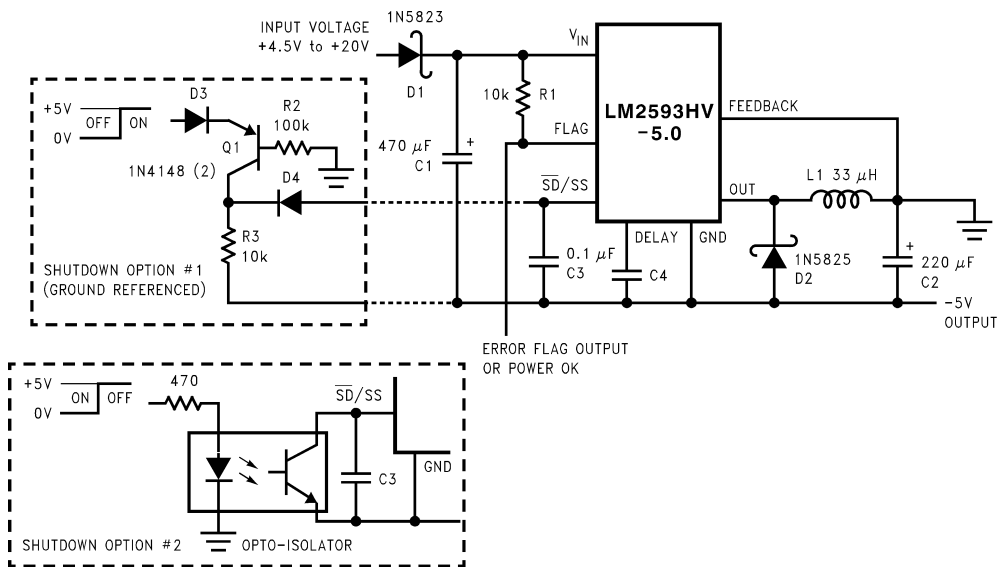 1N5823
INPUT VOLTAGE
+4.5V to +20V
D1
VIN
10k R1
LM2593HV
-5.0
FEEDBACK
FLAG
470 μF
+
C1
SD/SS
OUT
L1 33 μH
DELAY
GND
0.1 μF
C3
C4
1N5825
D2
+
220 μF
C2
-5V
OUTPUT
ERROR FLAG OUTPUT
OR POWER OK
+5V
0V
OFF
ON
D3
R2
100k
Q1
1N4148 (2)
D4
R3
10k
SHUTDOWN OPTION #1
(GROUND REFERENCED)
+5V
0V
ON
OFF
470
SD/SS
GND
C3
SHUTDOWN OPTION #2
OPTO-ISOLATOR